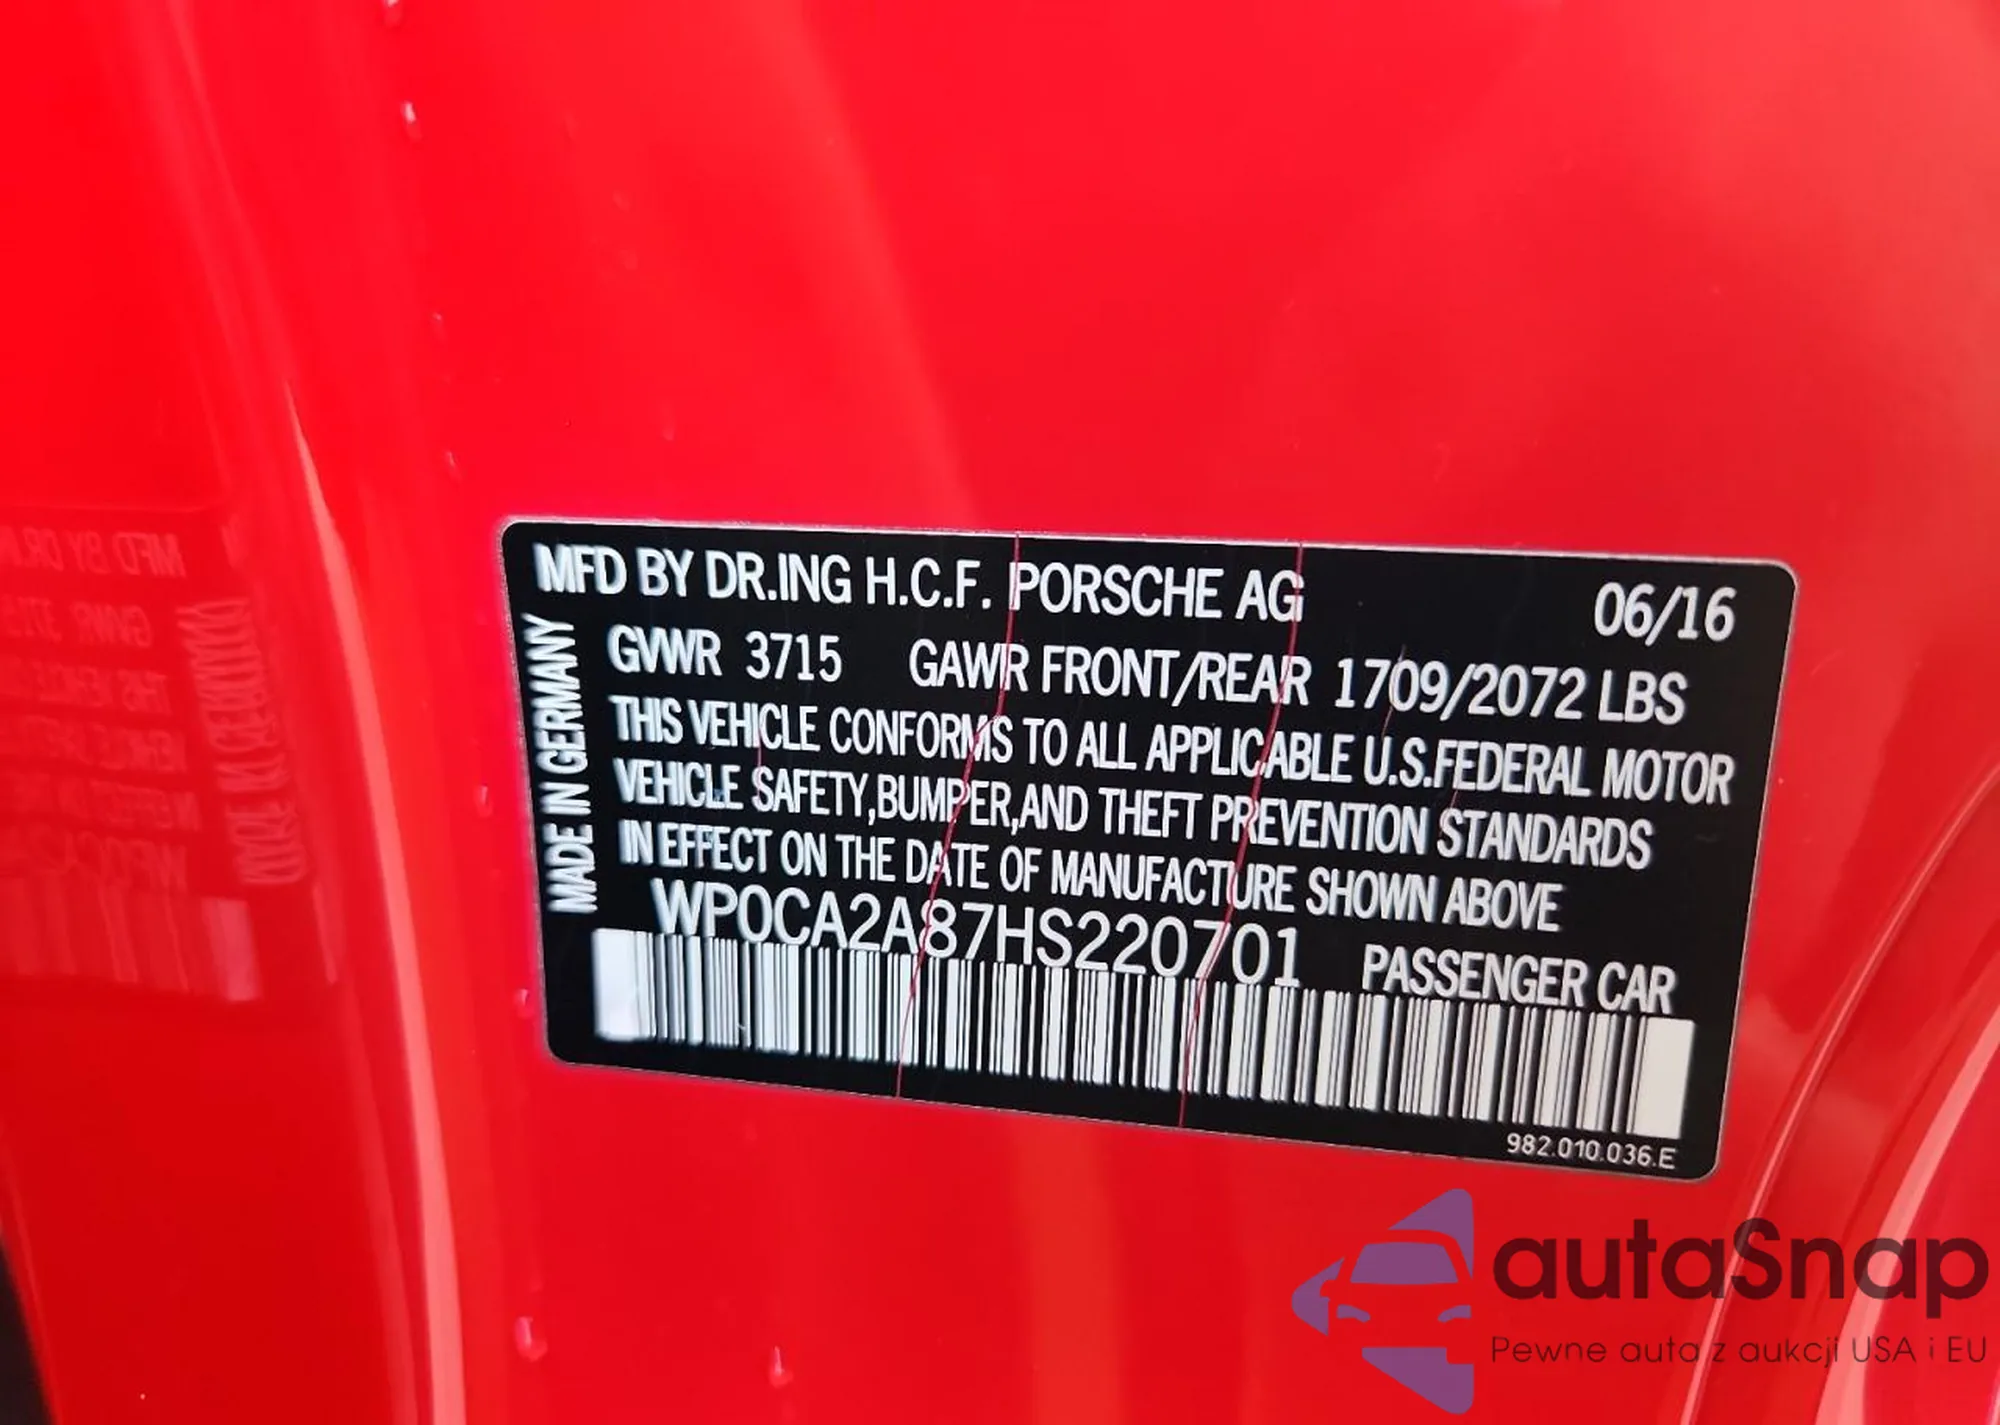 MFD BY DR.ING H.C.F. PORSCHE AG 06/16
GVWR 3715 GAWR FRONT/REAR 1709/2072 LBS
THIS VEHICLE CONFORMS TO ALL APPLICABLE U.S.FEDERAL MOTOR
VEHICLE SAFETY,BUMPER,AND THEFT PREVENTION STANDARDS
IN EFFECT ON THE DATE OF MANUFACTURE SHOWN ABOVE
WP0CA2A87HS220701 PASSENGER CAR
MADE IN GERMANY
982.010.036.E
autaSnap
Pewne auta z aukcji USA i EU